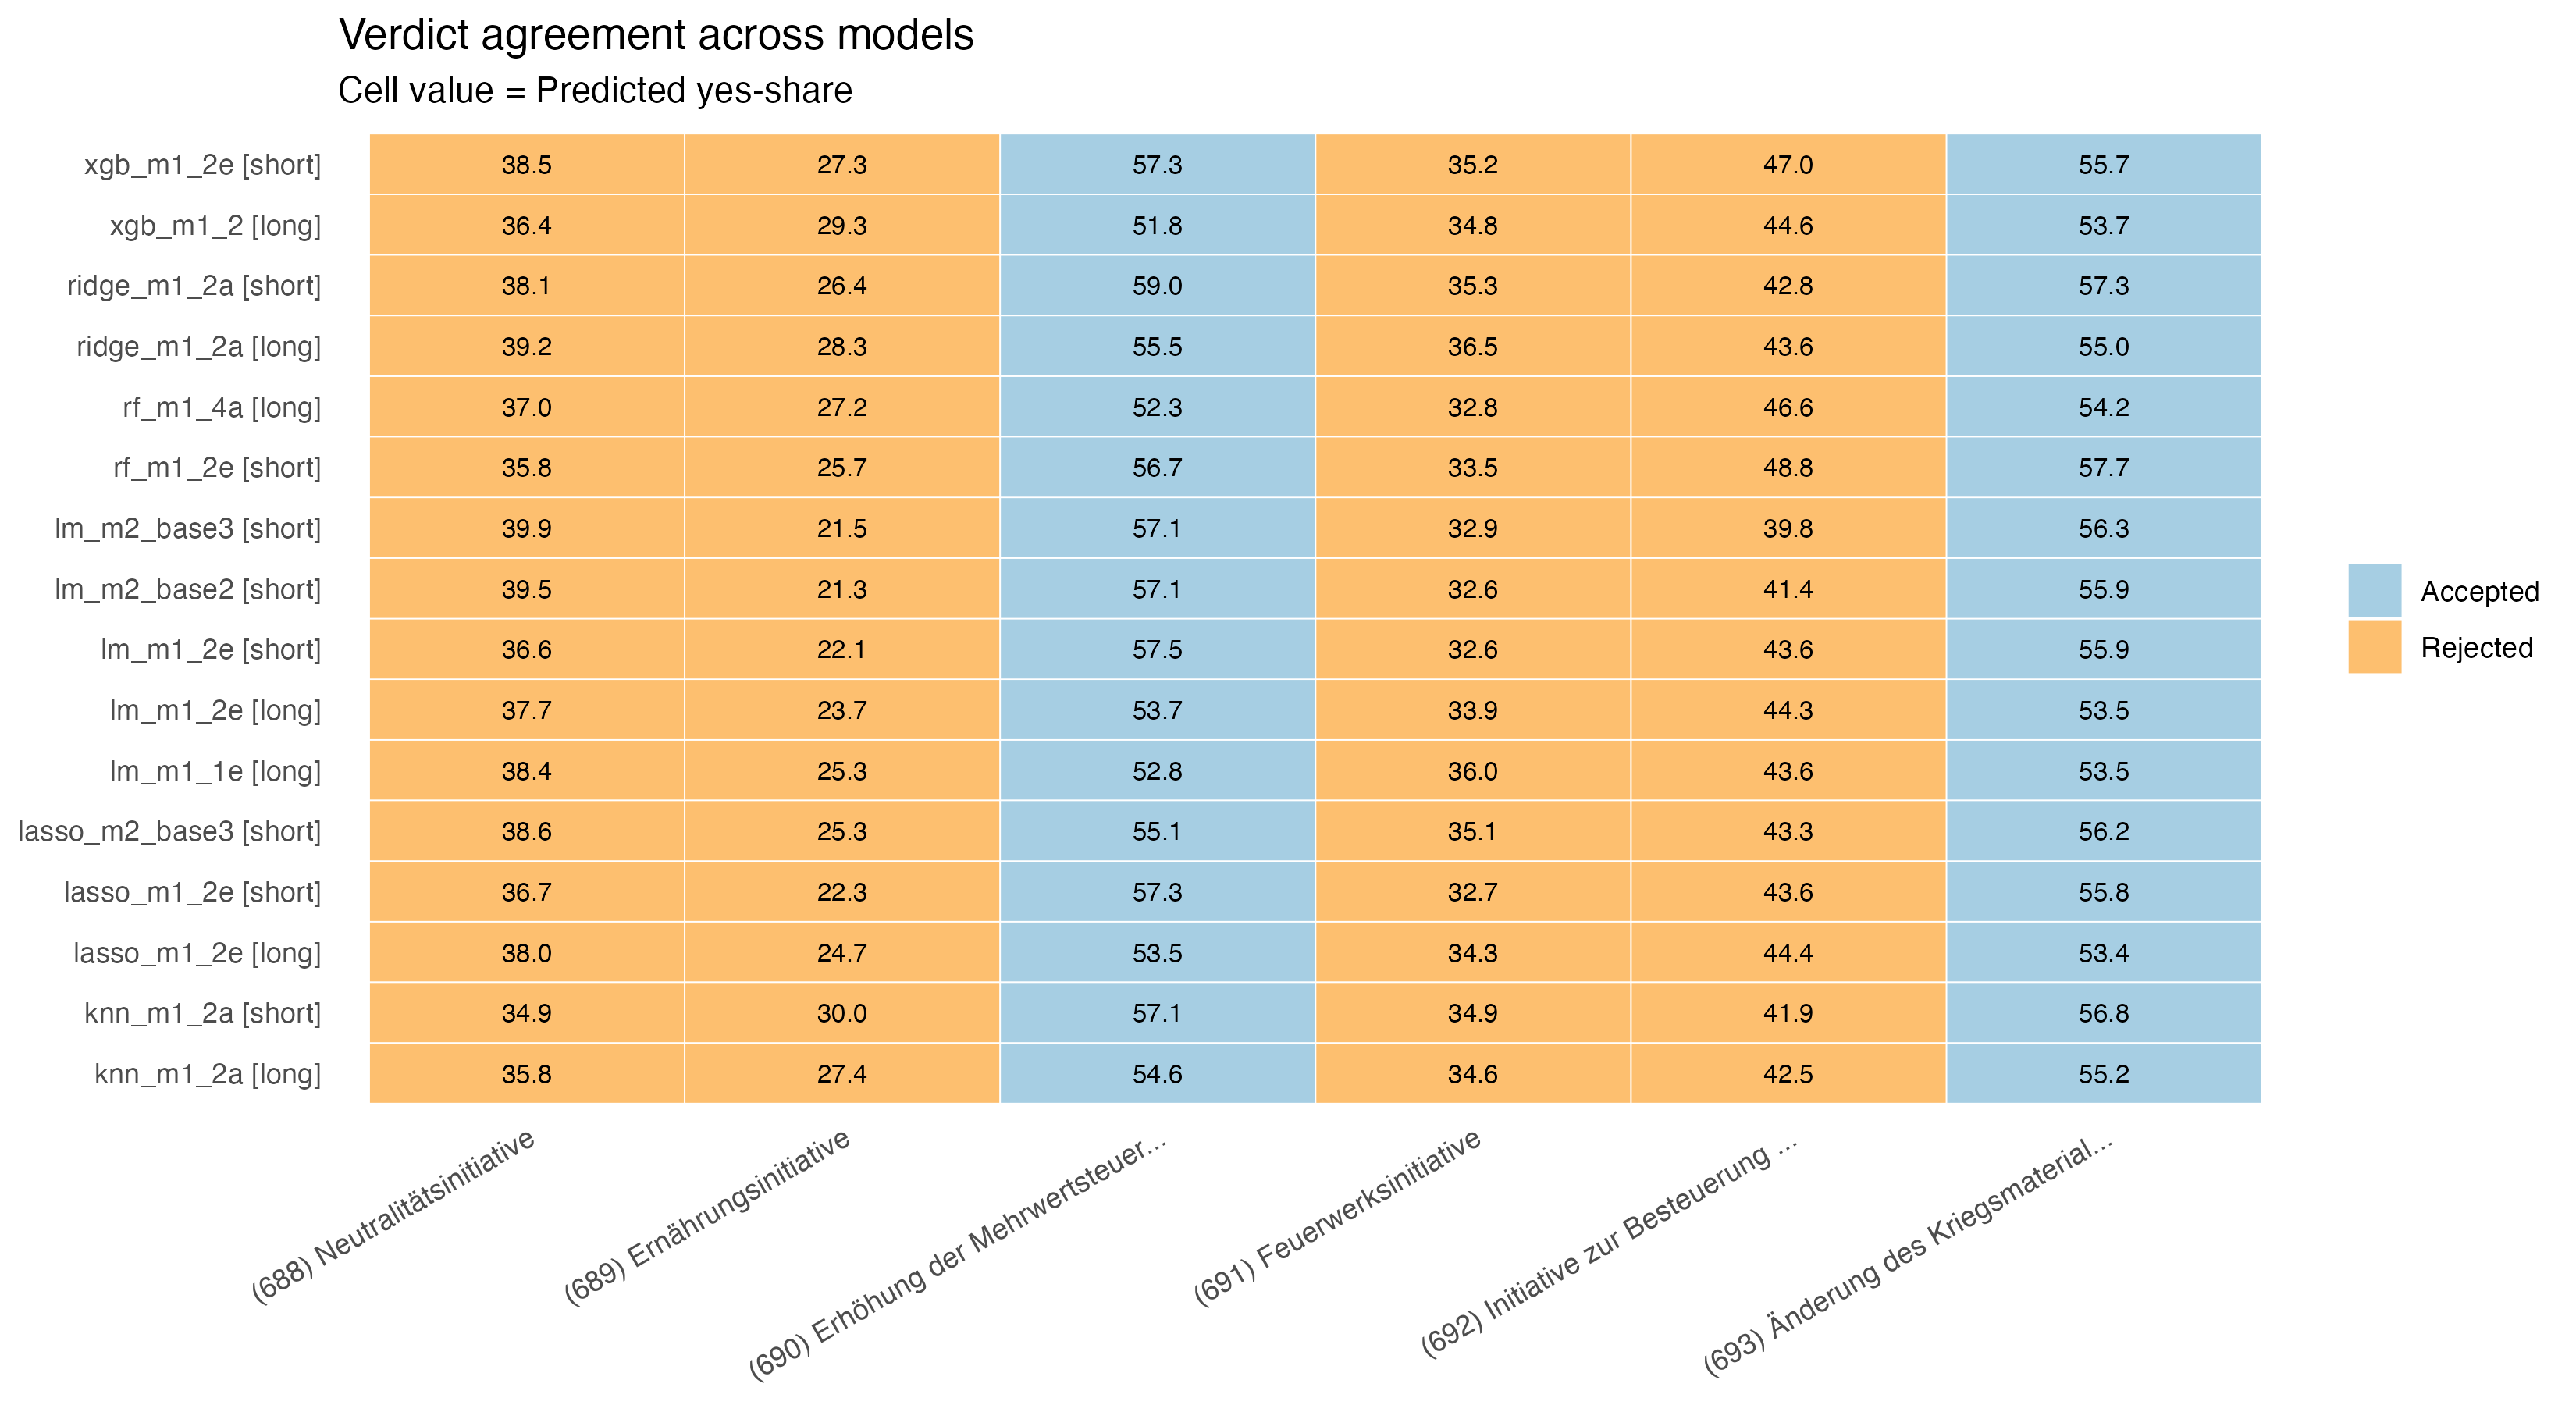 Verdict agreement across models
Cell value = Predicted yes-share
xgb_m1_2e [short] 38.5 27.3 57.3 35.2 47.0 55.7
xgb_m1_2 [long] 36.4 29.3 51.8 34.8 44.6 53.7
ridge_m1_2a [short] 38.1 26.4 59.0 35.3 42.8 57.3
ridge_m1_2a [long] 39.2 28.3 55.5 36.5 43.6 55.0
rf_m1_4a [long] 37.0 27.2 52.3 32.8 46.6 54.2
rf_m1_2e [short] 35.8 25.7 56.7 33.5 48.8 57.7
lm_m2_base3 [short] 39.9 21.5 57.1 32.9 39.8 56.3
lm_m2_base2 [short] 39.5 21.3 57.1 32.6 41.4 55.9
lm_m1_2e [short] 36.6 22.1 57.5 32.6 43.6 55.9
lm_m1_2e [long] 37.7 23.7 53.7 33.9 44.3 53.5
lm_m1_1e [long] 38.4 25.3 52.8 36.0 43.6 53.5
lasso_m2_base3 [short] 38.6 25.3 55.1 35.1 43.3 56.2
lasso_m1_2e [short] 36.7 22.3 57.3 32.7 43.6 55.8
lasso_m1_2e [long] 38.0 24.7 53.5 34.3 44.4 53.4
knn_m1_2a [short] 34.9 30.0 57.1 34.9 41.9 56.8
knn_m1_2a [long] 35.8 27.4 54.6 34.6 42.5 55.2
(688) Neutralitätsinitiative
(689) Ernährungsinitiative
(690) Erhöhung der Mehrwertsteuer...
(691) Feuerwerksinitiative
(692) Initiative zur Besteuerung ...
(693) Änderung des Kriegsmaterial...
Accepted
Rejected